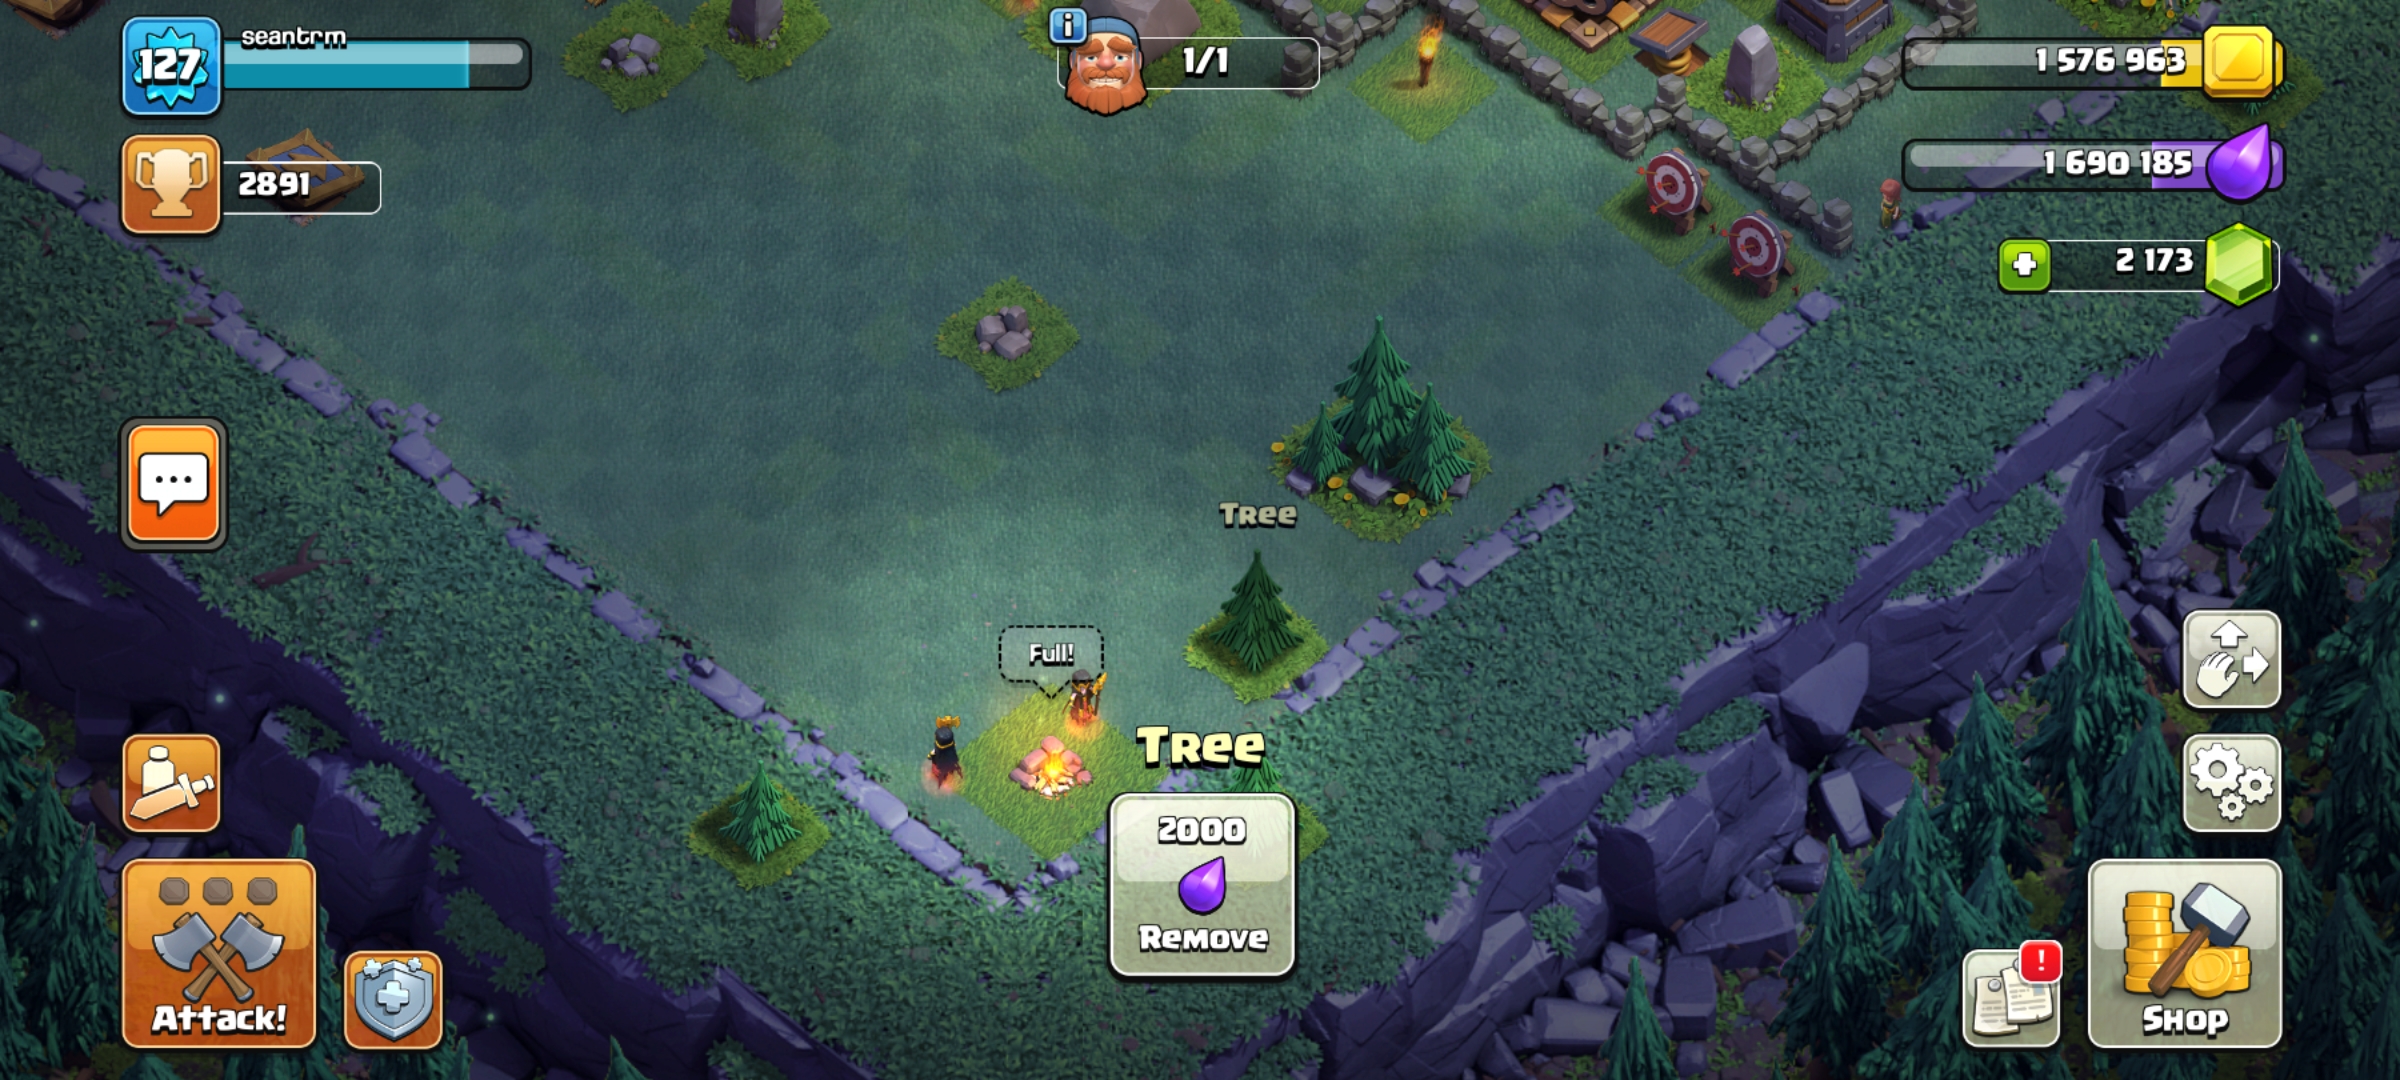 127
seantrm
1/1
1 576 963
2891
1 690 185
2 173
Tree
Full!
Tree
2000
Remove
Attack!
!
Shop